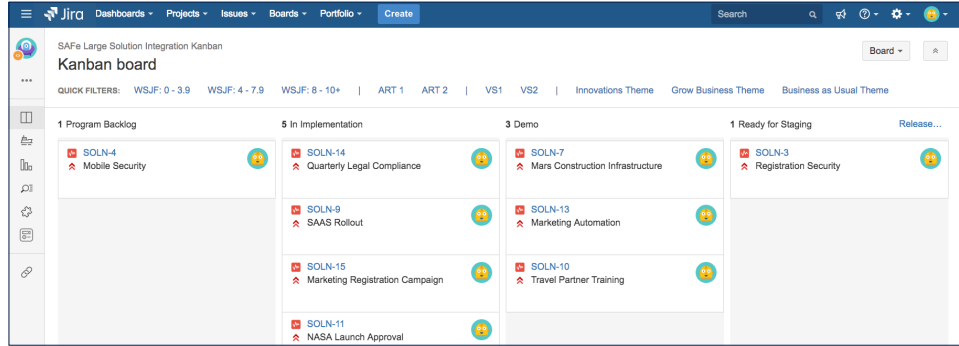 Jira Dashboards Projects Issues Boards Portfolio Create Search
SAFe Large Solution Integration Kanban
Kanban board
Board
QUICK FILTERS: WSJF: 0 - 3.9 WSJF: 4 - 7.9 WSJF: 8 - 10+ | ART 1 ART 2 | VS1 VS2 | Innovations Theme Grow Business Theme Business as Usual Theme
1 Program Backlog
5 In Implementation
3 Demo
1 Ready for Staging
Release...
SOLN-4
Mobile Security
SOLN-14
Quarterly Legal Compliance
SOLN-7
Mars Construction Infrastructure
SOLN-3
Registration Security
SOLN-9
SAAS Rollout
SOLN-13
Marketing Automation
SOLN-15
Marketing Registration Campaign
SOLN-10
Travel Partner Training
SOLN-11
NASA Launch Approval